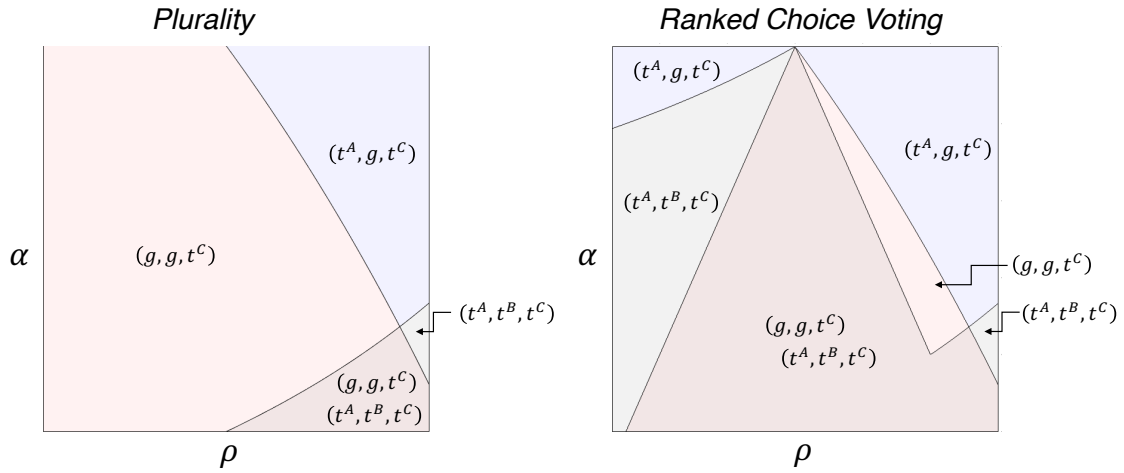 Plurality
(t^A, g, t^C)
α
(g, g, t^C)
(t^A, t^B, t^C)
(g, g, t^C)
(t^A, t^B, t^C)
ρ
Ranked Choice Voting
(t^A, g, t^C)
(t^A, g, t^C)
(t^A, t^B, t^C)
α
(g, g, t^C)
(t^A, t^B, t^C)
(g, g, t^C)
(t^A, t^B, t^C)
ρ